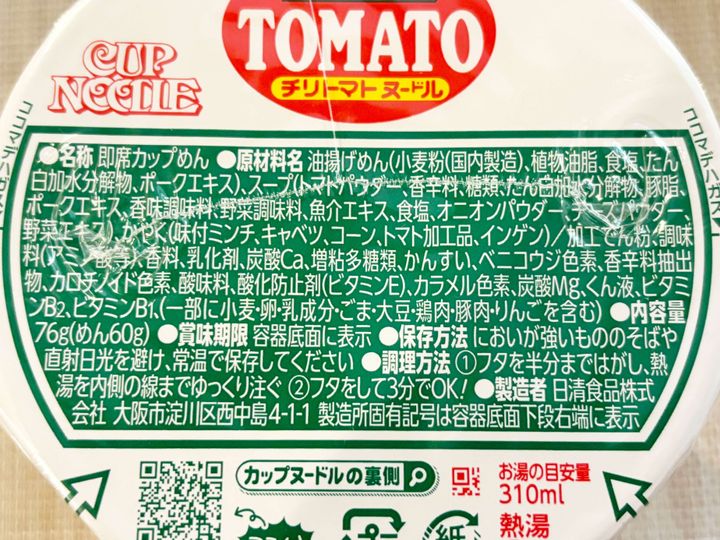 TOMATO
CUP
NOODLE
チリトマトヌードル
●名称 即席カップめん ●原材料名 油揚げめん(小麦粉(国内製造)、植物油脂、食塩、たん
白加水分解物、ポークエキス)、スープ(トマトパウダー、香辛料、糖類、たん白加水分解物、豚脂、
ポークエキス、香味調味料、野菜調味料、魚介エキス、食塩、オニオンパウダー、チーズパウダー、
野菜エキス)、かやく(味付ミンチ、キャベツ、コーン、トマト加工品、インゲン)/加工でん粉、調味
料(アミノ酸等)、香料、乳化剤、炭酸Ca、増粘多糖類、かんすい、ベニコウジ色素、香辛料抽出
物、カロチノイド色素、酸味料、酸化防止剤(ビタミンE)、カラメル色素、炭酸Mg、くん液、ビタミ
ンB2、ビタミンB1、(一部に小麦・卵・乳成分・ごま・大豆・鶏肉・豚肉・りんごを含む) ●内容量
76g(めん60g) ●賞味期限 容器底面に表示 ●保存方法 においが強いもののそばや
直射日光を避け、常温で保存してください ●調理方法 ①フタを半分まではがし、熱
湯を内側の線までゆっくり注ぐ ②フタをして3分でOK! ●製造者 日清食品株式
会社 大阪市淀川区西中島4-1-1 製造所固有記号は容器底面下段右端に表示
カップヌードルの裏側
お湯の目安量
310ml
熱湯
紙